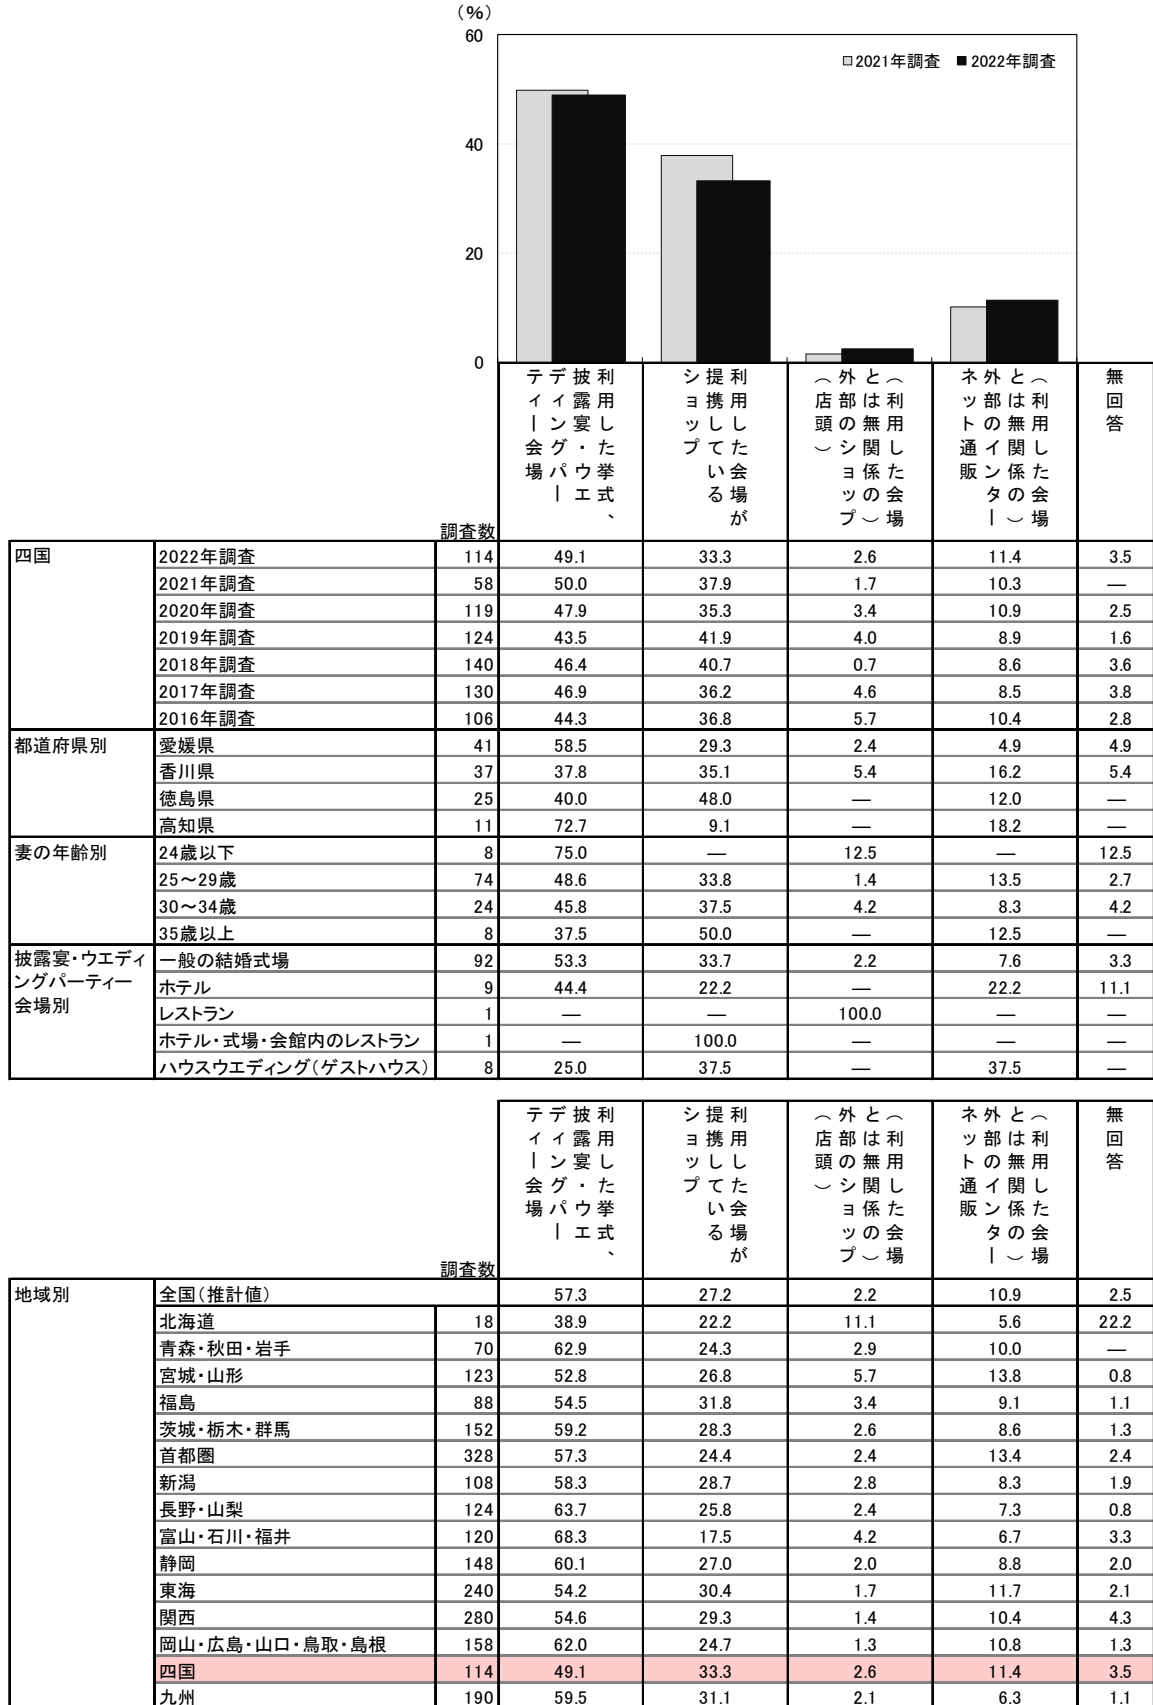 (%)
60
40
20
0
2021年調査 2022年調査
調査数
利用した挙式、披露宴・ウエディングパーティー会場
利用した会場が提携しているショップ
(利用した会場とは無関係の)外部のショップ(店頭)
(利用した会場とは無関係の)外部のインターネット通販
無回答
四国 2022年調査 114 49.1 33.3 2.6 11.4 3.5
2021年調査 58 50.0 37.9 1.7 10.3 —
2020年調査 119 47.9 35.3 3.4 10.9 2.5
2019年調査 124 43.5 41.9 4.0 8.9 1.6
2018年調査 140 46.4 40.7 0.7 8.6 3.6
2017年調査 130 46.9 36.2 4.6 8.5 3.8
2016年調査 106 44.3 36.8 5.7 10.4 2.8
都道府県別 愛媛県 41 58.5 29.3 2.4 4.9 4.9
香川県 37 37.8 35.1 5.4 16.2 5.4
徳島県 25 40.0 48.0 — 12.0 —
高知県 11 72.7 9.1 — 18.2 —
妻の年齢別 24歳以下 8 75.0 — 12.5 — 12.5
25～29歳 74 48.6 33.8 1.4 13.5 2.7
30～34歳 24 45.8 37.5 4.2 8.3 4.2
35歳以上 8 37.5 50.0 — 12.5 —
披露宴・ウエディングパーティー会場別 一般の結婚式場 92 53.3 33.7 2.2 7.6 3.3
ホテル 9 44.4 22.2 — 22.2 11.1
レストラン 1 — — 100.0 — —
ホテル・式場・会館内のレストラン 1 — 100.0 — — —
ハウスウエディング(ゲストハウス) 8 25.0 37.5 — 37.5 —
調査数
利用した挙式、披露宴・ウエディングパーティー会場
利用した会場が提携しているショップ
(利用した会場とは無関係の)外部のショップ(店頭)
(利用した会場とは無関係の)外部のインターネット通販
無回答
地域別 全国(推計値) 57.3 27.2 2.2 10.9 2.5
北海道 18 38.9 22.2 11.1 5.6 22.2
青森・秋田・岩手 70 62.9 24.3 2.9 10.0 —
宮城・山形 123 52.8 26.8 5.7 13.8 0.8
福島 88 54.5 31.8 3.4 9.1 1.1
茨城・栃木・群馬 152 59.2 28.3 2.6 8.6 1.3
首都圏 328 57.3 24.4 2.4 13.4 2.4
新潟 108 58.3 28.7 2.8 8.3 1.9
長野・山梨 124 63.7 25.8 2.4 7.3 0.8
富山・石川・福井 120 68.3 17.5 4.2 6.7 3.3
静岡 148 60.1 27.0 2.0 8.8 2.0
東海 240 54.2 30.4 1.7 11.7 2.1
関西 280 54.6 29.3 1.4 10.4 4.3
岡山・広島・山口・鳥取・島根 158 62.0 24.7 1.3 10.8 1.3
四国 114 49.1 33.3 2.6 11.4 3.5
九州 190 59.5 31.1 2.1 6.3 1.1